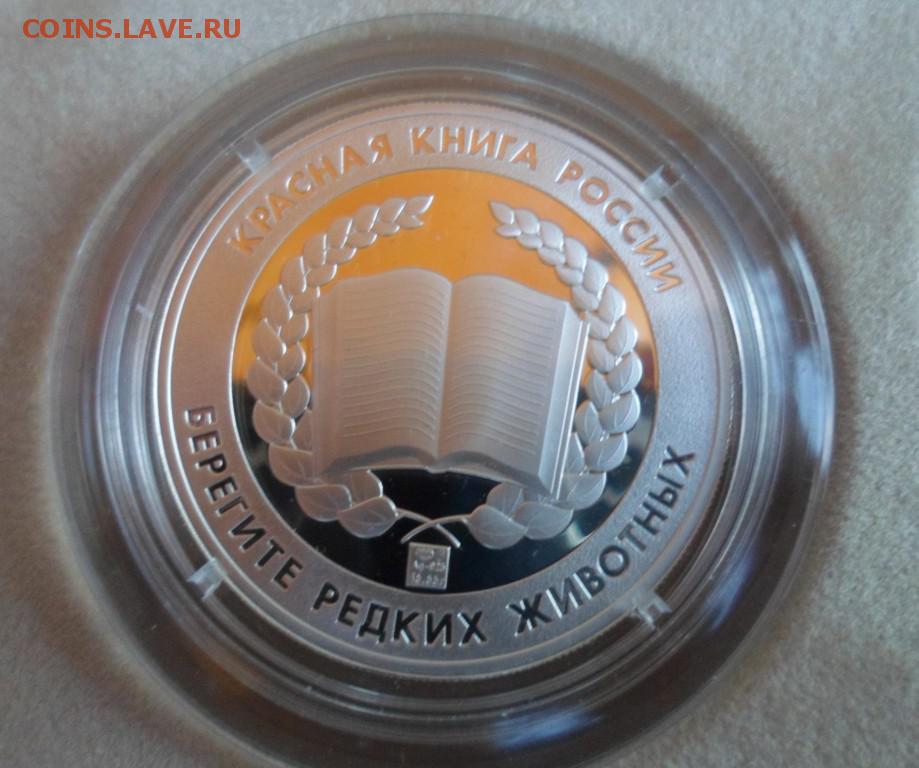 COINS.LAVE.RU
КРАСНАЯ КНИГА РОССИИ
БЕРЕГИТЕ РЕДКИХ ЖИВОТНЫХ